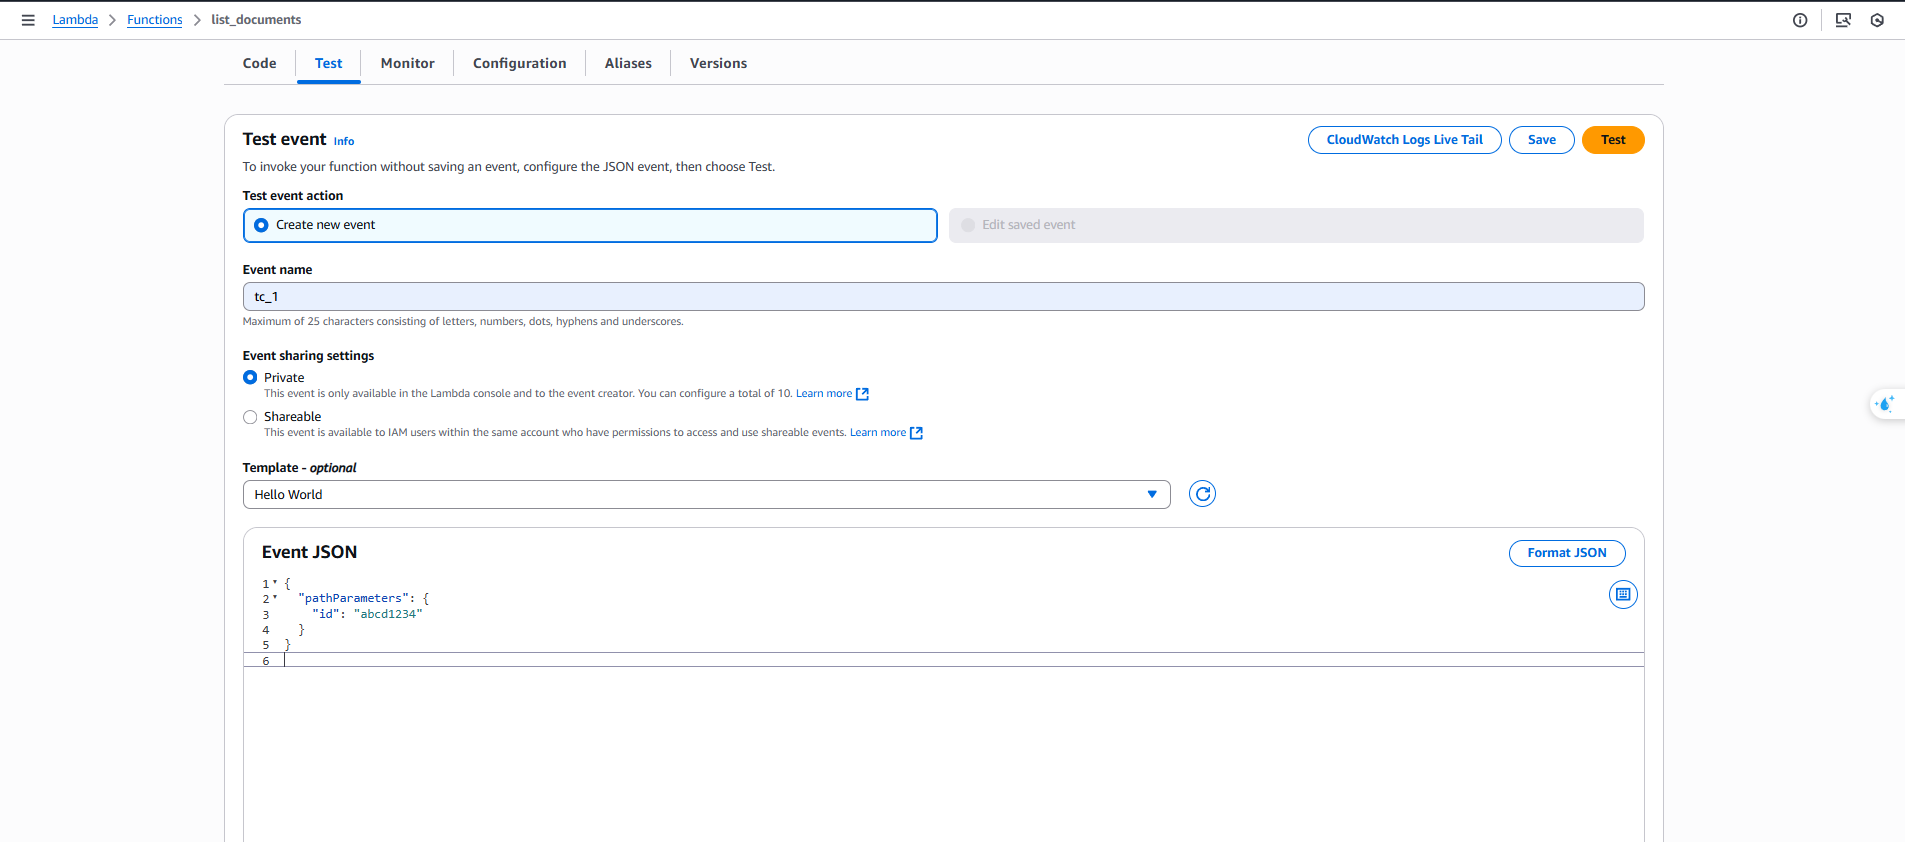 Lambda > Functions > list_documents
Code Test Monitor Configuration Aliases Versions
Test event Info CloudWatch Logs Live Tail Save Test
To invoke your function without saving an event, configure the JSON event, then choose Test.
Test event action
Create new event Edit saved event
Event name
tc_1
Maximum of 25 characters consisting of letters, numbers, dots, hyphens and underscores.
Event sharing settings
Private
This event is only available in the Lambda console and to the event creator. You can configure a total of 10. Learn more
Shareable
This event is available to IAM users within the same account who have permissions to access and use shareable events. Learn more
Template - optional
Hello World
Event JSON Format JSON
1 {
2 "pathParameters": {
3 "id": "abcd1234"
4 }
5 }
6